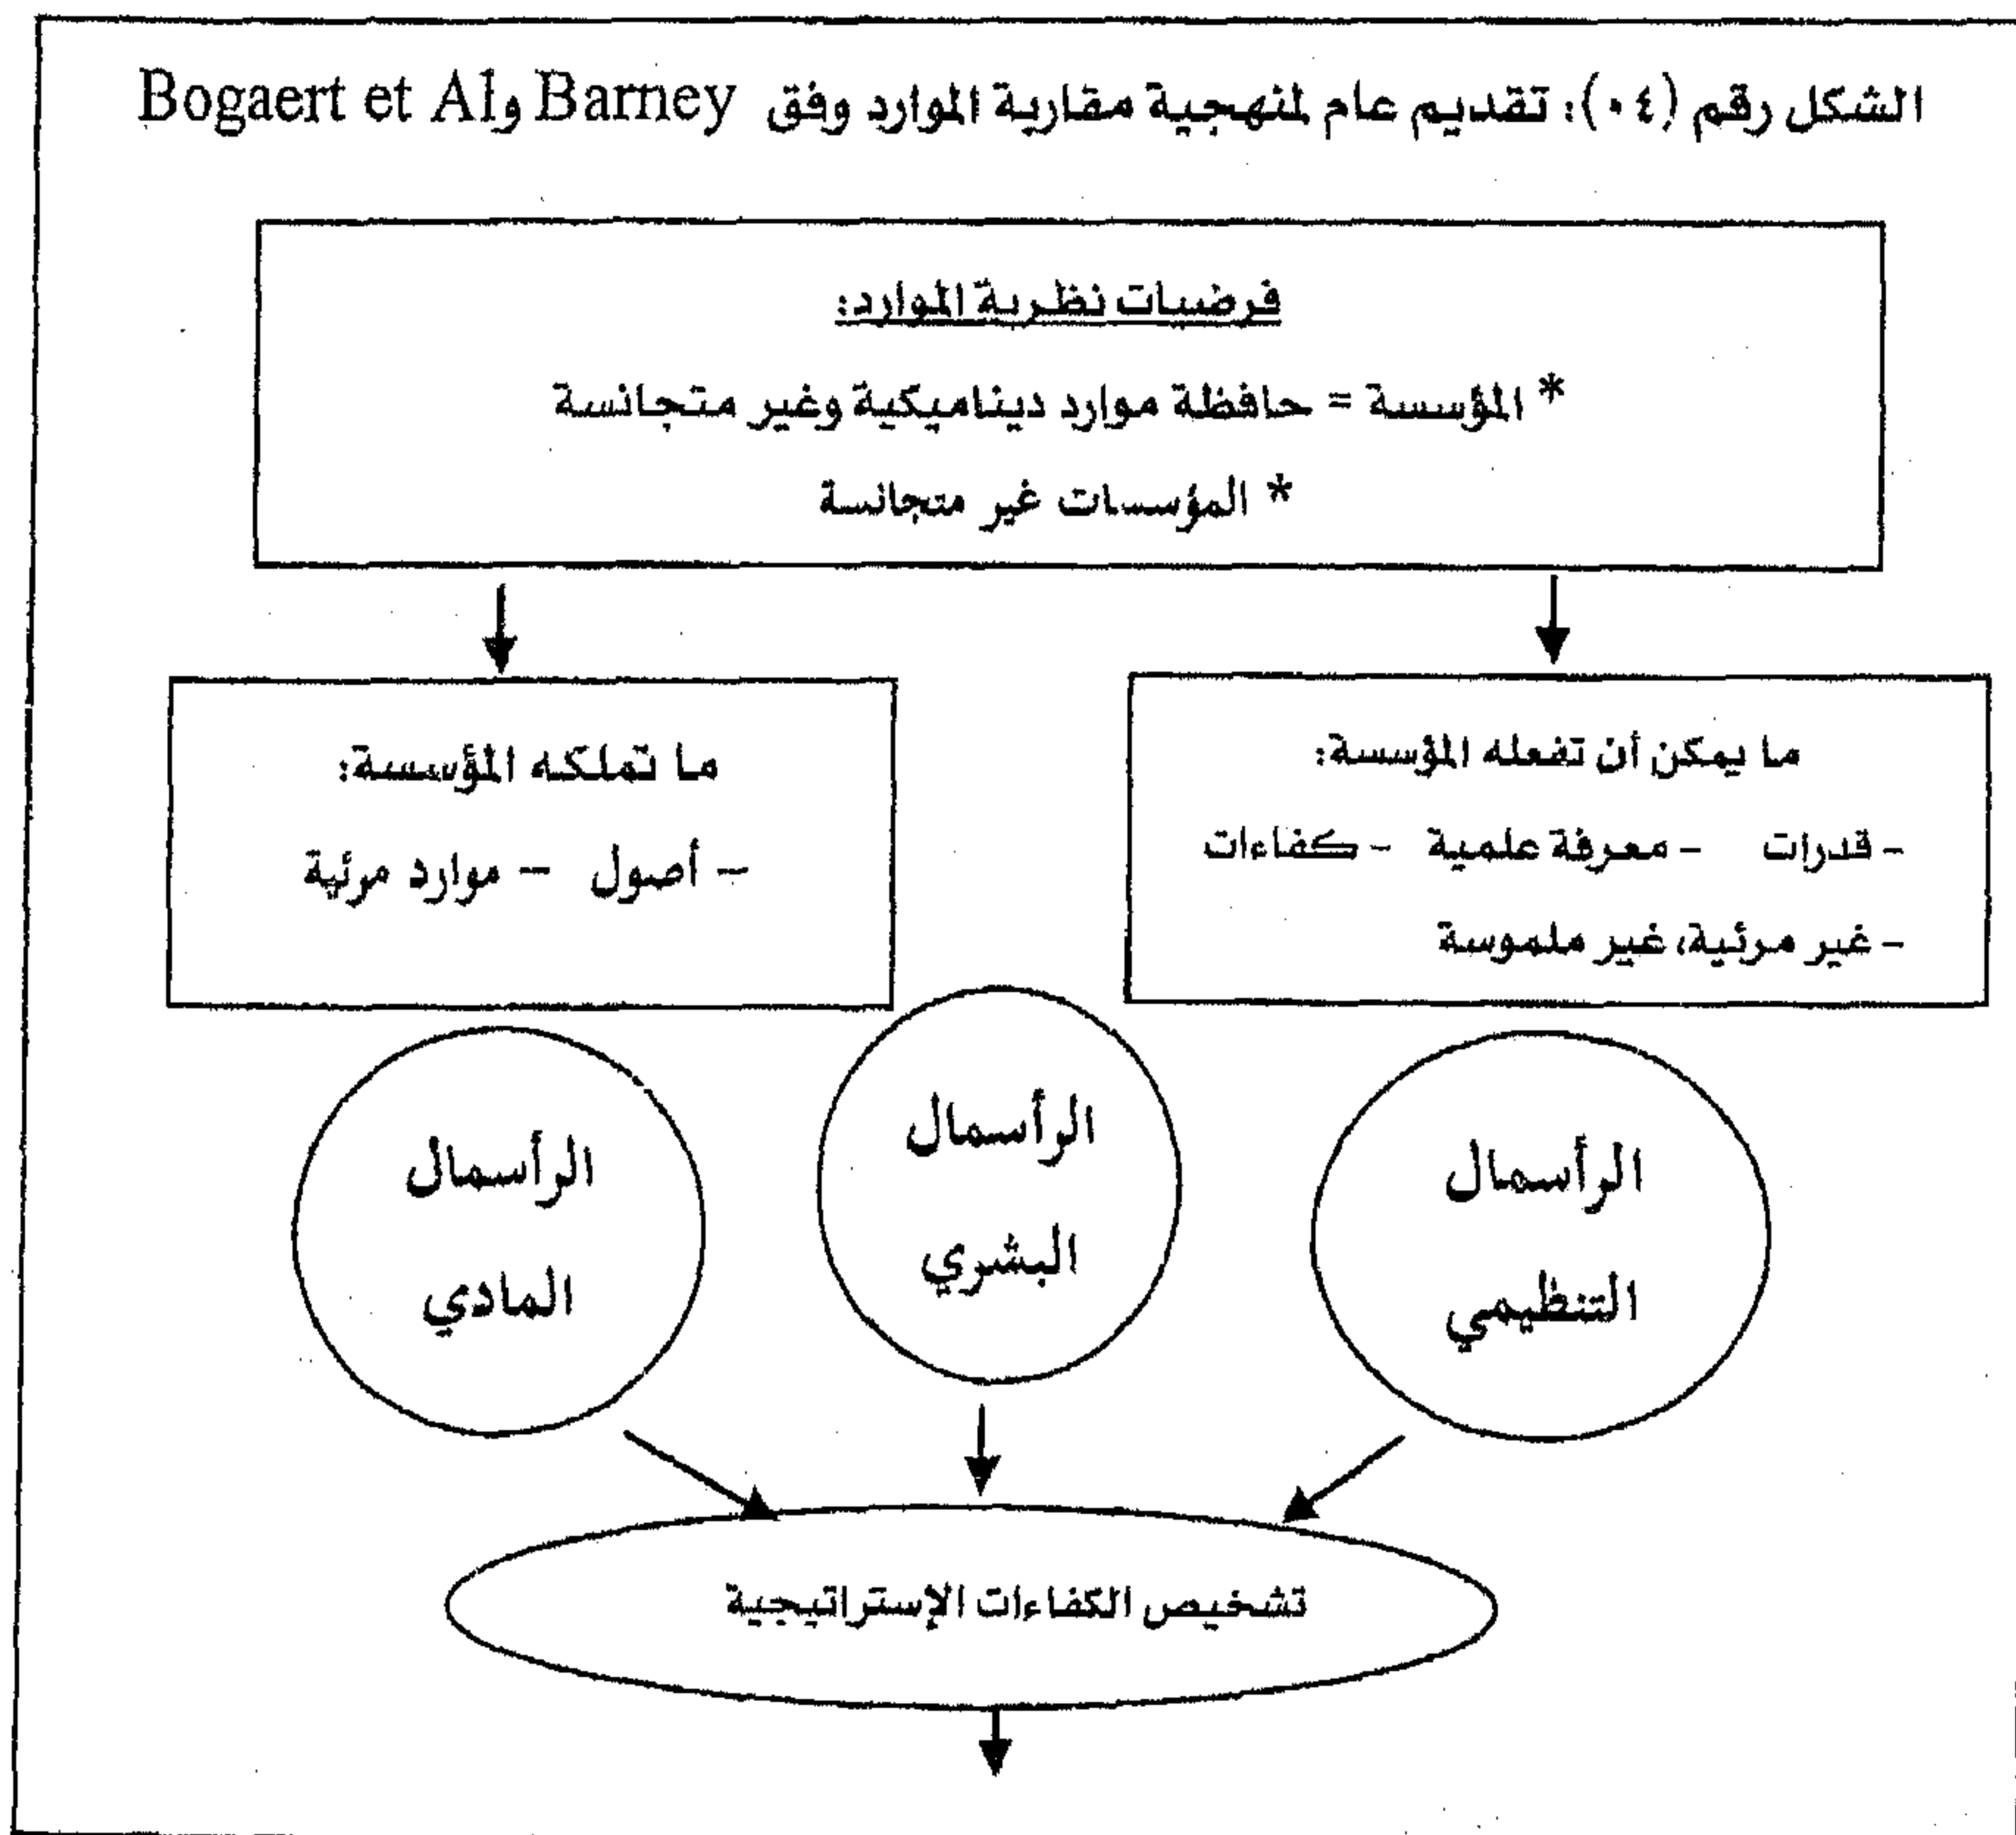 الشكل رقم (٠٤): تقديم عام لمنهجية مقاربة الموارد وفق Barney وBogaert et Al
فرضيات نظرية الموارد:
* المؤسسة = حافظة موارد ديناميكية وغير متجانسة
* المؤسسات غير متجانسة
ما يمكن أن تفعله المؤسسة:
- قدرات - معرفة علمية - كفاءات
- غير مرئية، غير ملموسة
ما تملكه المؤسسة:
- أصول - موارد مرئية
الرأسمال
التنظيمي
الرأسمال
البشري
الرأسمال
المادي
تشخيص الكفاءات الإستراتيجية